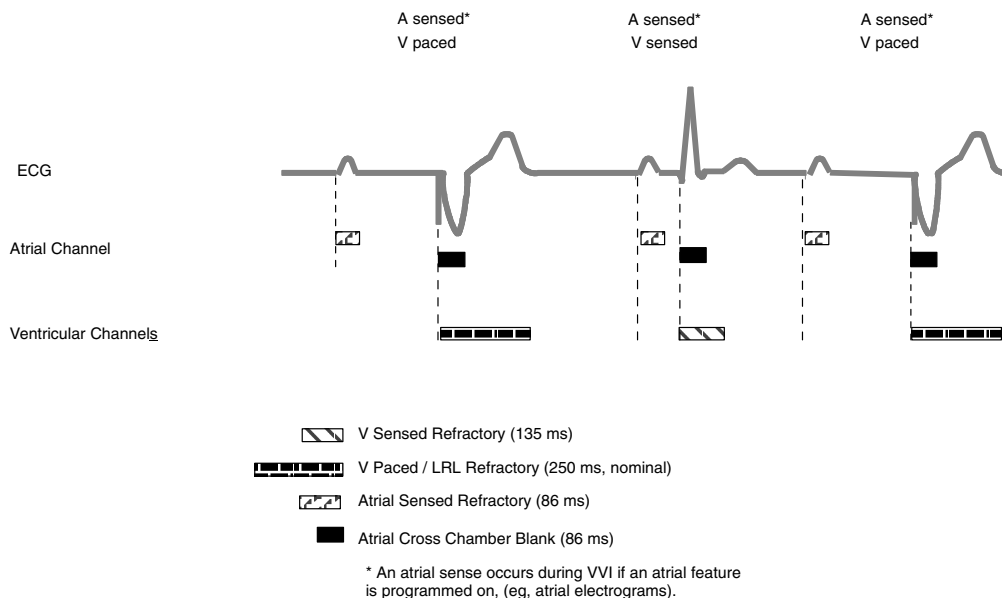 A sensed* A sensed* A sensed*
V paced V sensed V paced
ECG
Atrial Channel
Ventricular Channels
V Sensed Refractory (135 ms)
V Paced / LRL Refractory (250 ms, nominal)
Atrial Sensed Refractory (86 ms)
Atrial Cross Chamber Blank (86 ms)
* An atrial sense occurs during VVI if an atrial feature
is programmed on, (eg, atrial electrograms).